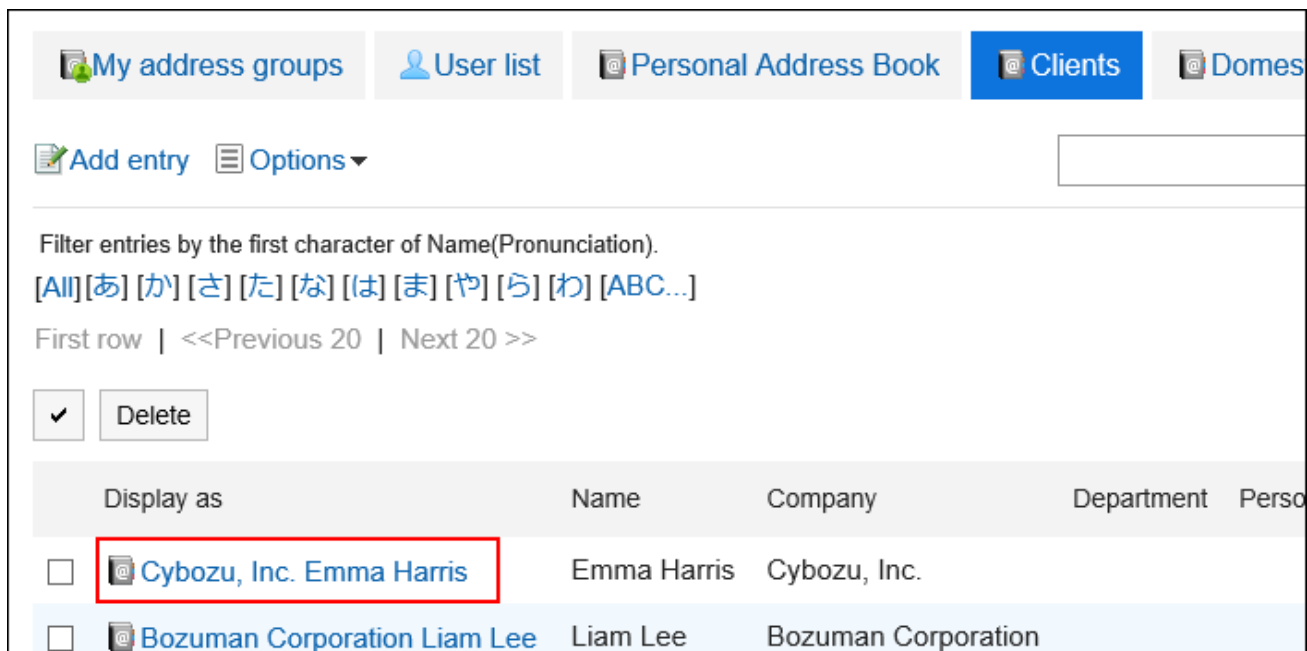 My address groups User list Personal Address Book Clients Domes
Add entry Options
Filter entries by the first character of Name(Pronunciation).
[All] [あ] [か] [さ] [た] [な] [は] [ま] [や] [ら] [わ] [ABC...]
First row | <<Previous 20 | Next 20 >>
Delete
Display as Name Company Department Perso
Cybozu, Inc. Emma Harris Emma Harris Cybozu, Inc.
Bozuman Corporation Liam Lee Liam Lee Bozuman Corporation